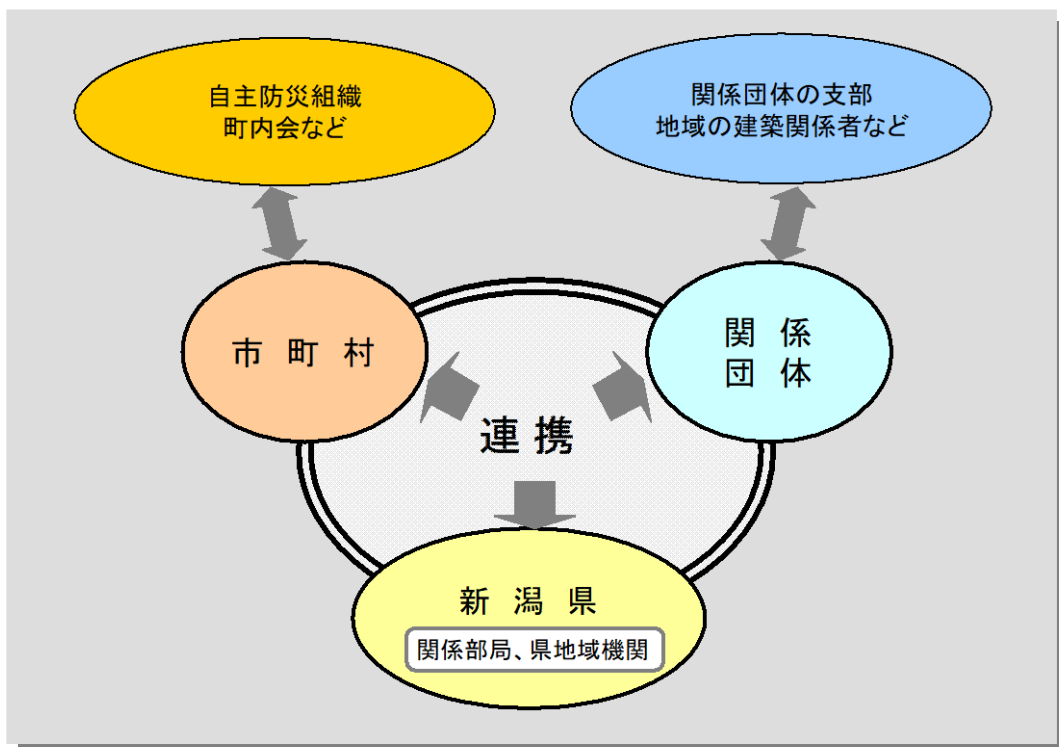 自主防災組織
町内会など
関係団体の支部
地域の建築関係者など
市町村
関係
団体
連携
新潟県
関係部局、県地域機関